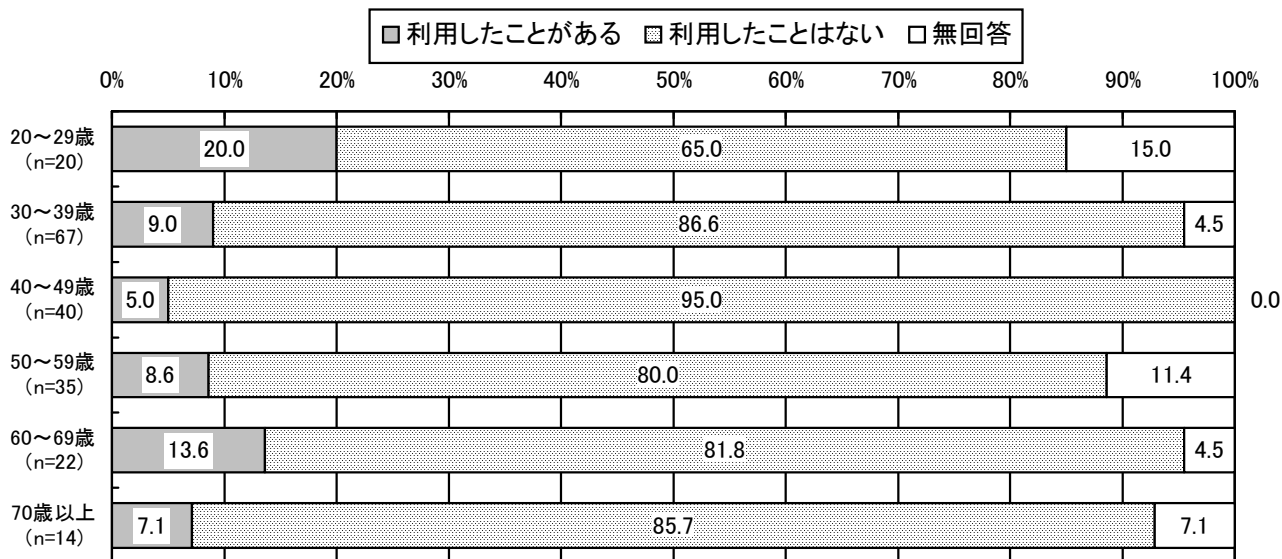 利用したことがある 利用したことはない 無回答
0% 10% 20% 30% 40% 50% 60% 70% 80% 90% 100%
20～29歳
(n=20)
20.0 65.0 15.0
30～39歳
(n=67)
9.0 86.6 4.5
40～49歳
(n=40)
5.0 95.0 0.0
50～59歳
(n=35)
8.6 80.0 11.4
60～69歳
(n=22)
13.6 81.8 4.5
70歳以上
(n=14)
7.1 85.7 7.1